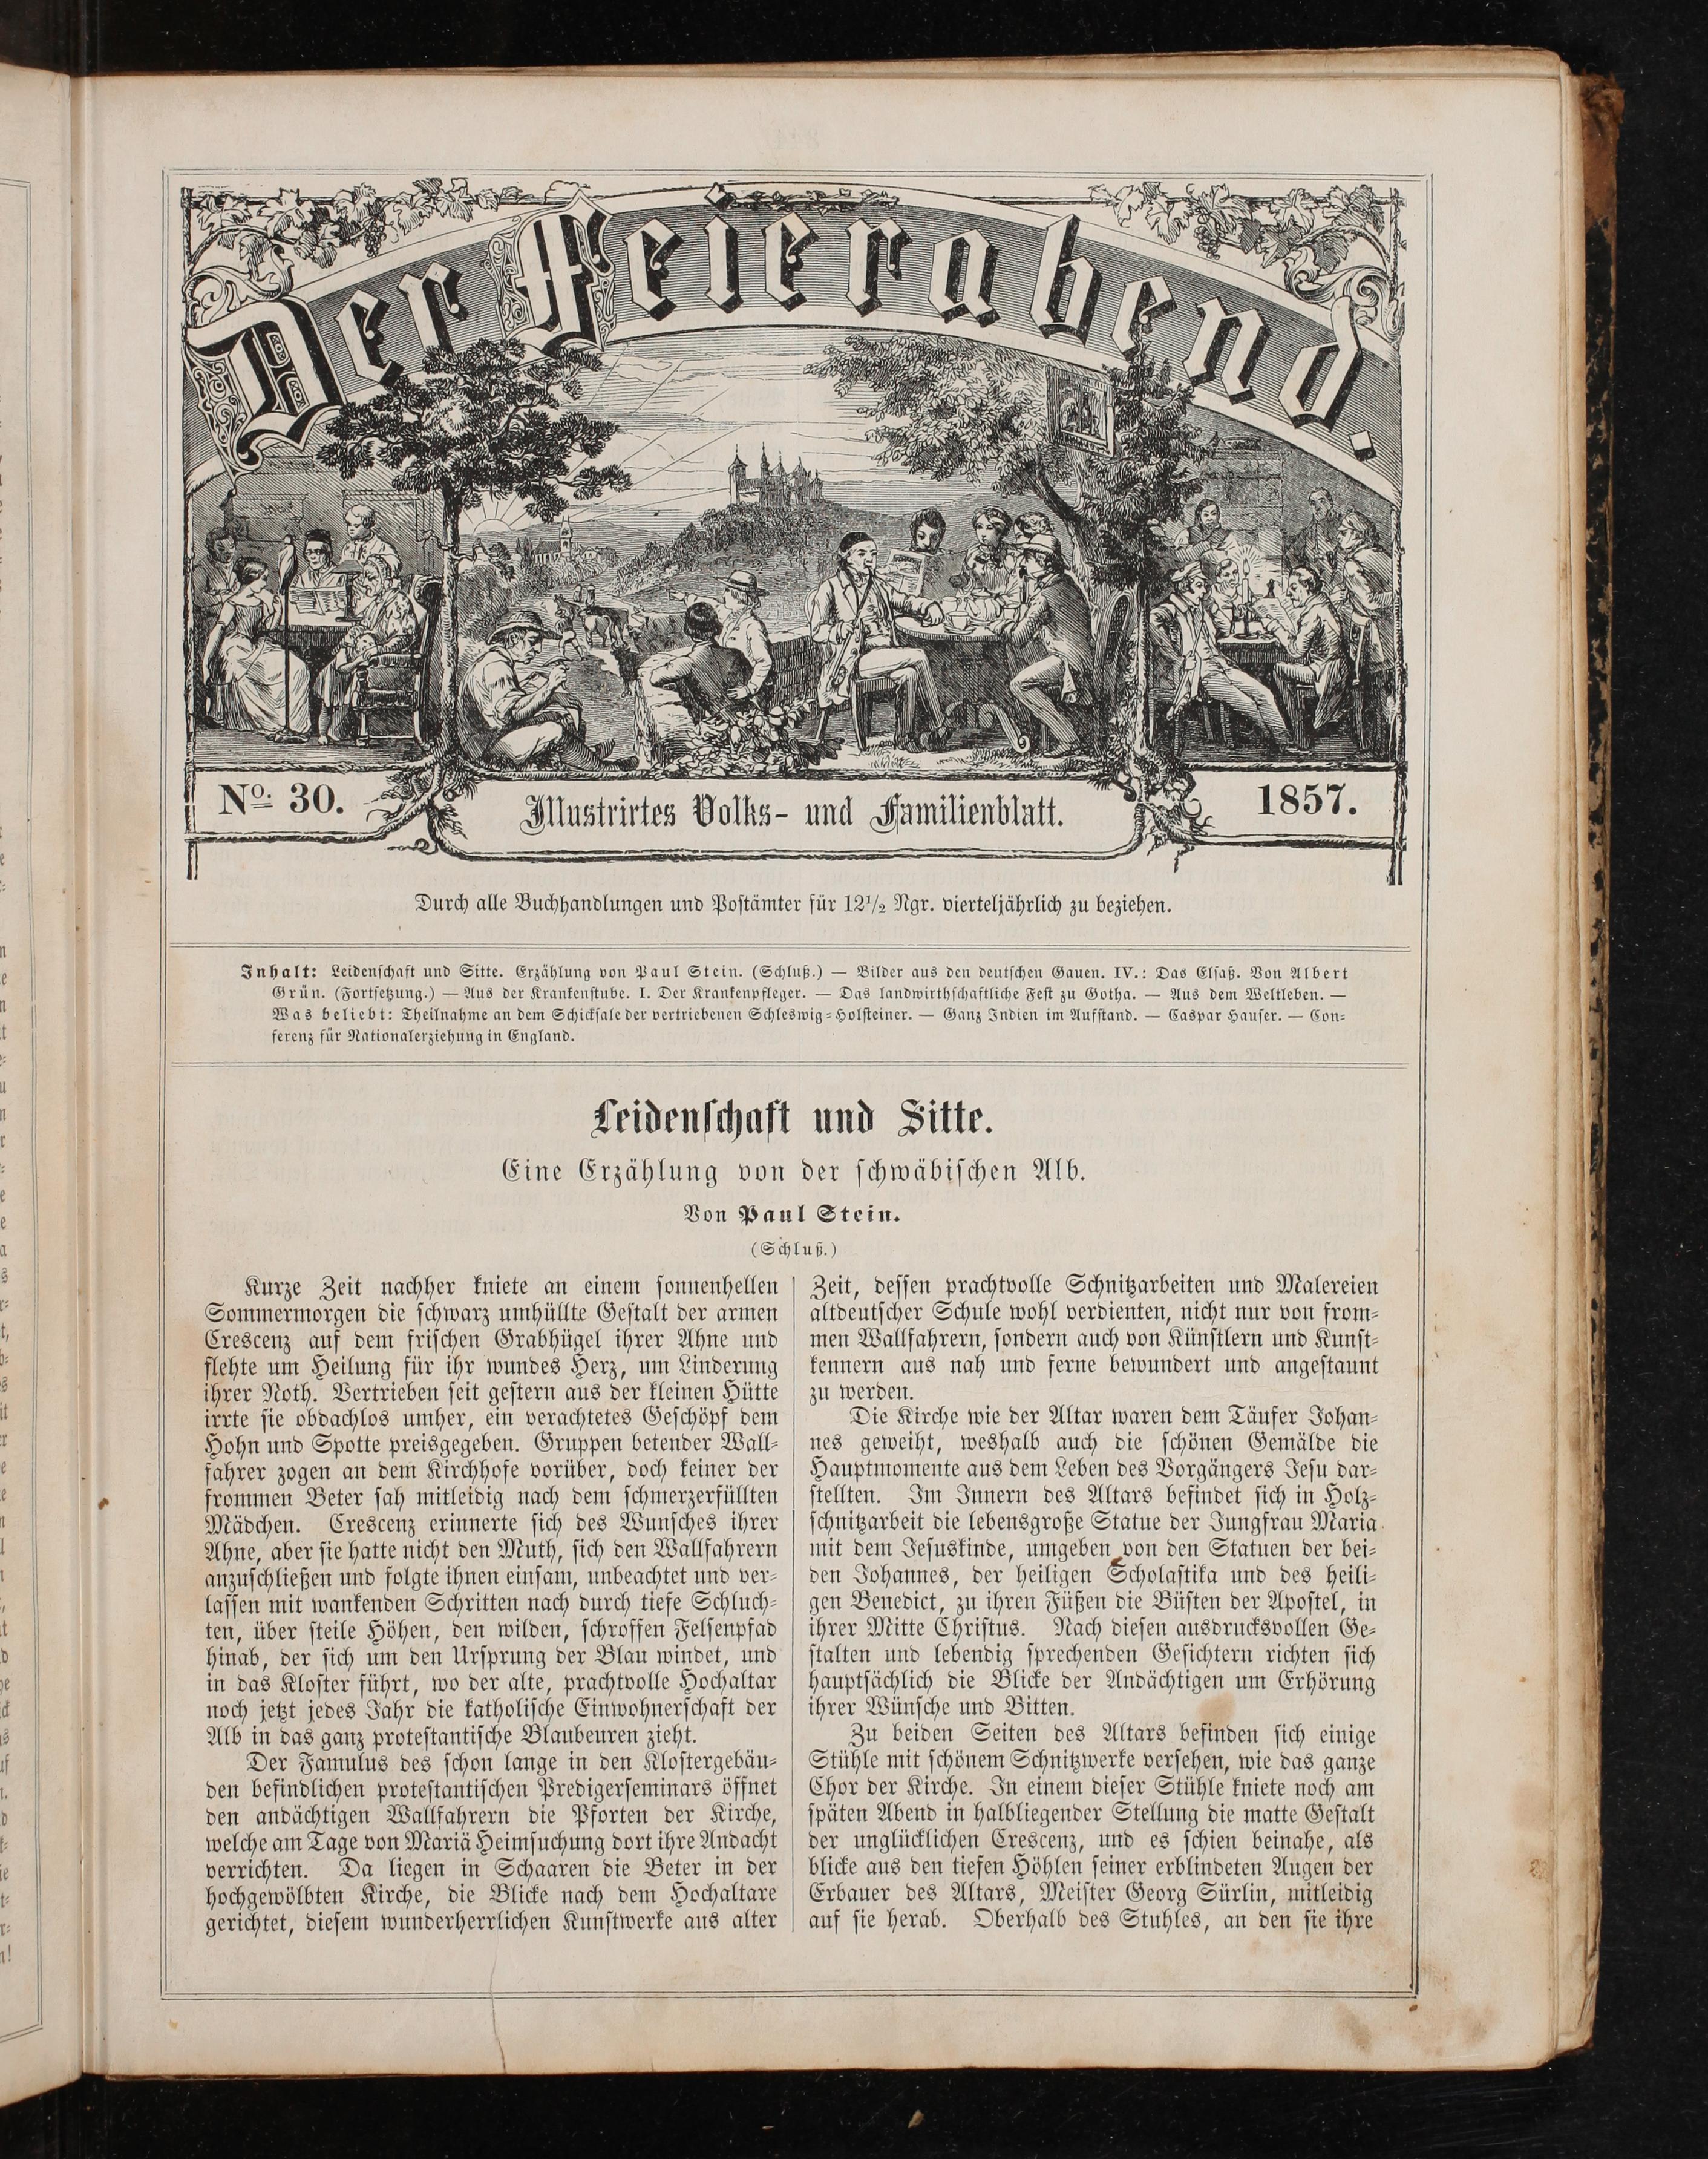 Der Feierabend.
No. 30.
Illustrirtes Volks- und Familienblatt.
1857.
Durch alle Buchhandlungen und Postämter für 12½ Ngr. vierteljährlich zu beziehen.
Inhalt: Leidenschaft und Sitte. Erzählung von Paul Stein. (Schluß.) — Bilder aus den deutschen Gauen. IV.: Das Elsaß. Von Albert
Grün. (Fortsetzung.) — Aus der Krankenstube. I. Der Krankenpfleger. — Das landwirthschaftliche Fest zu Gotha. — Aus dem Weltleben. —
Was beliebt: Theilnahme an dem Schicksale der vertriebenen Schleswig-Holsteiner. — Ganz Indien im Aufstand. — Caspar Hauser. — Con-
ferenz für Nationalerziehung in England.
Leidenschaft und Sitte.
Eine Erzählung von der schwäbischen Alb.
Von Paul Stein.
(Schluß.)
Kurze Zeit nachher kniete an einem sonnenhellen
Sommermorgen die schwarz umhüllte Gestalt der armen
Crescenz auf dem frischen Grabhügel ihrer Ahne und
flehte um Heilung für ihr wundes Herz, um Linderung
ihrer Noth. Vertrieben seit gestern aus der kleinen Hütte
irrte sie obdachlos umher, ein verachtetes Geschöpf dem
Hohn und Spotte preisgegeben. Gruppen betender Wall-
fahrer zogen an dem Kirchhofe vorüber, doch keiner der
frommen Beter sah mitleidig nach dem schmerzerfüllten
Mädchen. Crescenz erinnerte sich des Wunsches ihrer
Ahne, aber sie hatte nicht den Muth, sich den Wallfahrern
anzuschließen und folgte ihnen einsam, unbeachtet und ver-
lassen mit wankenden Schritten nach durch tiefe Schluch-
ten, über steile Höhen, den wilden, schroffen Felsenpfad
hinab, der sich um den Ursprung der Blau windet, und
in das Kloster führt, wo der alte, prachtvolle Hochaltar
noch jetzt jedes Jahr die katholische Einwohnerschaft der
Alb in das ganz protestantische Blaubeuren zieht.
Der Famulus des schon lange in den Klostergebäu-
den befindlichen protestantischen Predigerseminars öffnet
den andächtigen Wallfahrern die Pforten der Kirche,
welche am Tage von Mariä Heimsuchung dort ihre Andacht
verrichten. Da liegen in Schaaren die Beter in der
hochgewölbten Kirche, die Blicke nach dem Hochaltare
gerichtet, diesem wunderherrlichen Kunstwerke aus alter
Zeit, dessen prachtvolle Schnitzarbeiten und Malereien
altdeutscher Schule wohl verdienten, nicht nur von from-
men Wallfahrern, sondern auch von Künstlern und Kunst-
kennern aus nah und ferne bewundert und angestaunt
zu werden.
Die Kirche wie der Altar waren dem Täufer Johan-
nes geweiht, weshalb auch die schönen Gemälde die
Hauptmomente aus dem Leben des Vorgängers Jesu dar-
stellten. Im Innern des Altars befindet sich in Holz-
schnitzarbeit die lebensgroße Statue der Jungfrau Maria
mit dem Jesuskinde, umgeben von den Statuen der bei-
den Johannes, der heiligen Scholastika und des heili-
gen Benedict, zu ihren Füßen die Büsten der Apostel, in
ihrer Mitte Christus. Nach diesen ausdrucksvollen Ge-
stalten und lebendig sprechenden Gesichtern richten sich
hauptsächlich die Blicke der Andächtigen um Erhörung
ihrer Wünsche und Bitten.
Zu beiden Seiten des Altars befinden sich einige
Stühle mit schönem Schnitzwerke versehen, wie das ganze
Chor der Kirche. In einem dieser Stühle kniete noch am
späten Abend in halbliegender Stellung die matte Gestalt
der unglücklichen Crescenz, und es schien beinahe, als
blicke aus den tiefen Höhlen seiner erblindeten Augen der
Erbauer des Altars, Meister Georg Sürlin, mitleidig
auf sie herab. Oberhalb des Stuhles, an den sie ihre